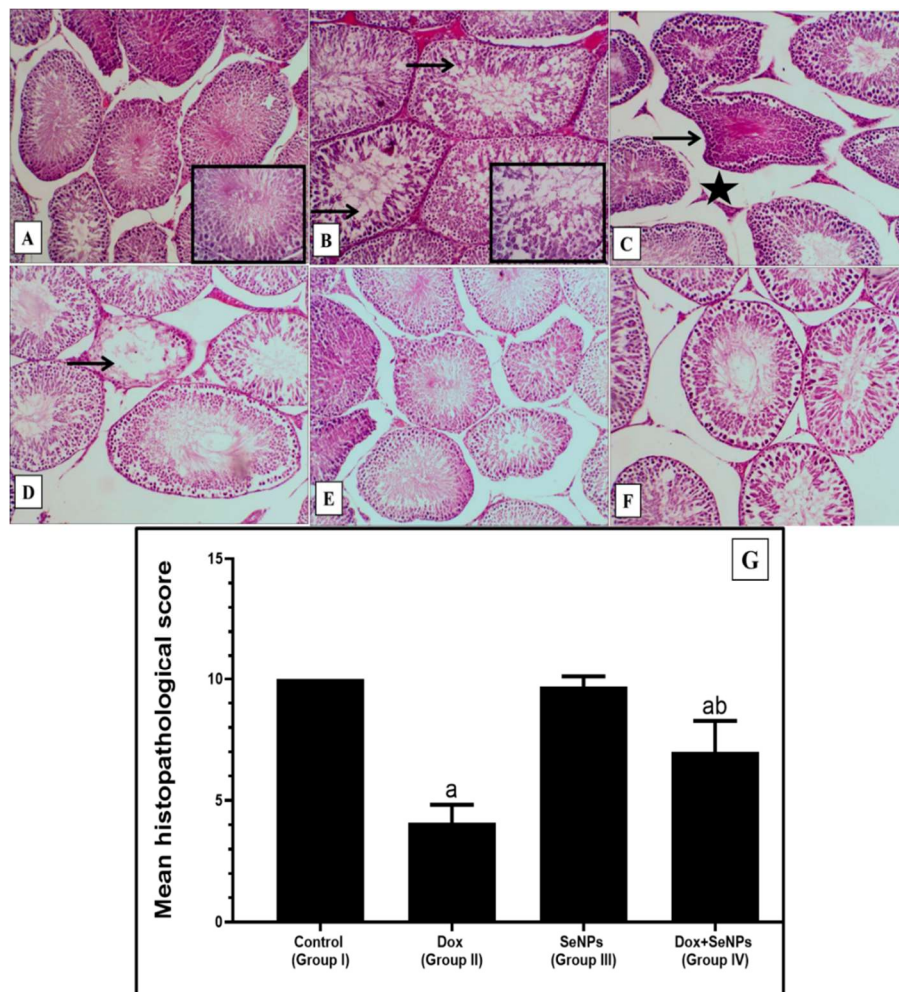 A
B
C
D
E
F
G
Mean histopathological score
15
10
5
0
a
ab
Control
(Group I)
Dox
(Group II)
SeNPs
(Group III)
Dox+SeNPs
(Group IV)